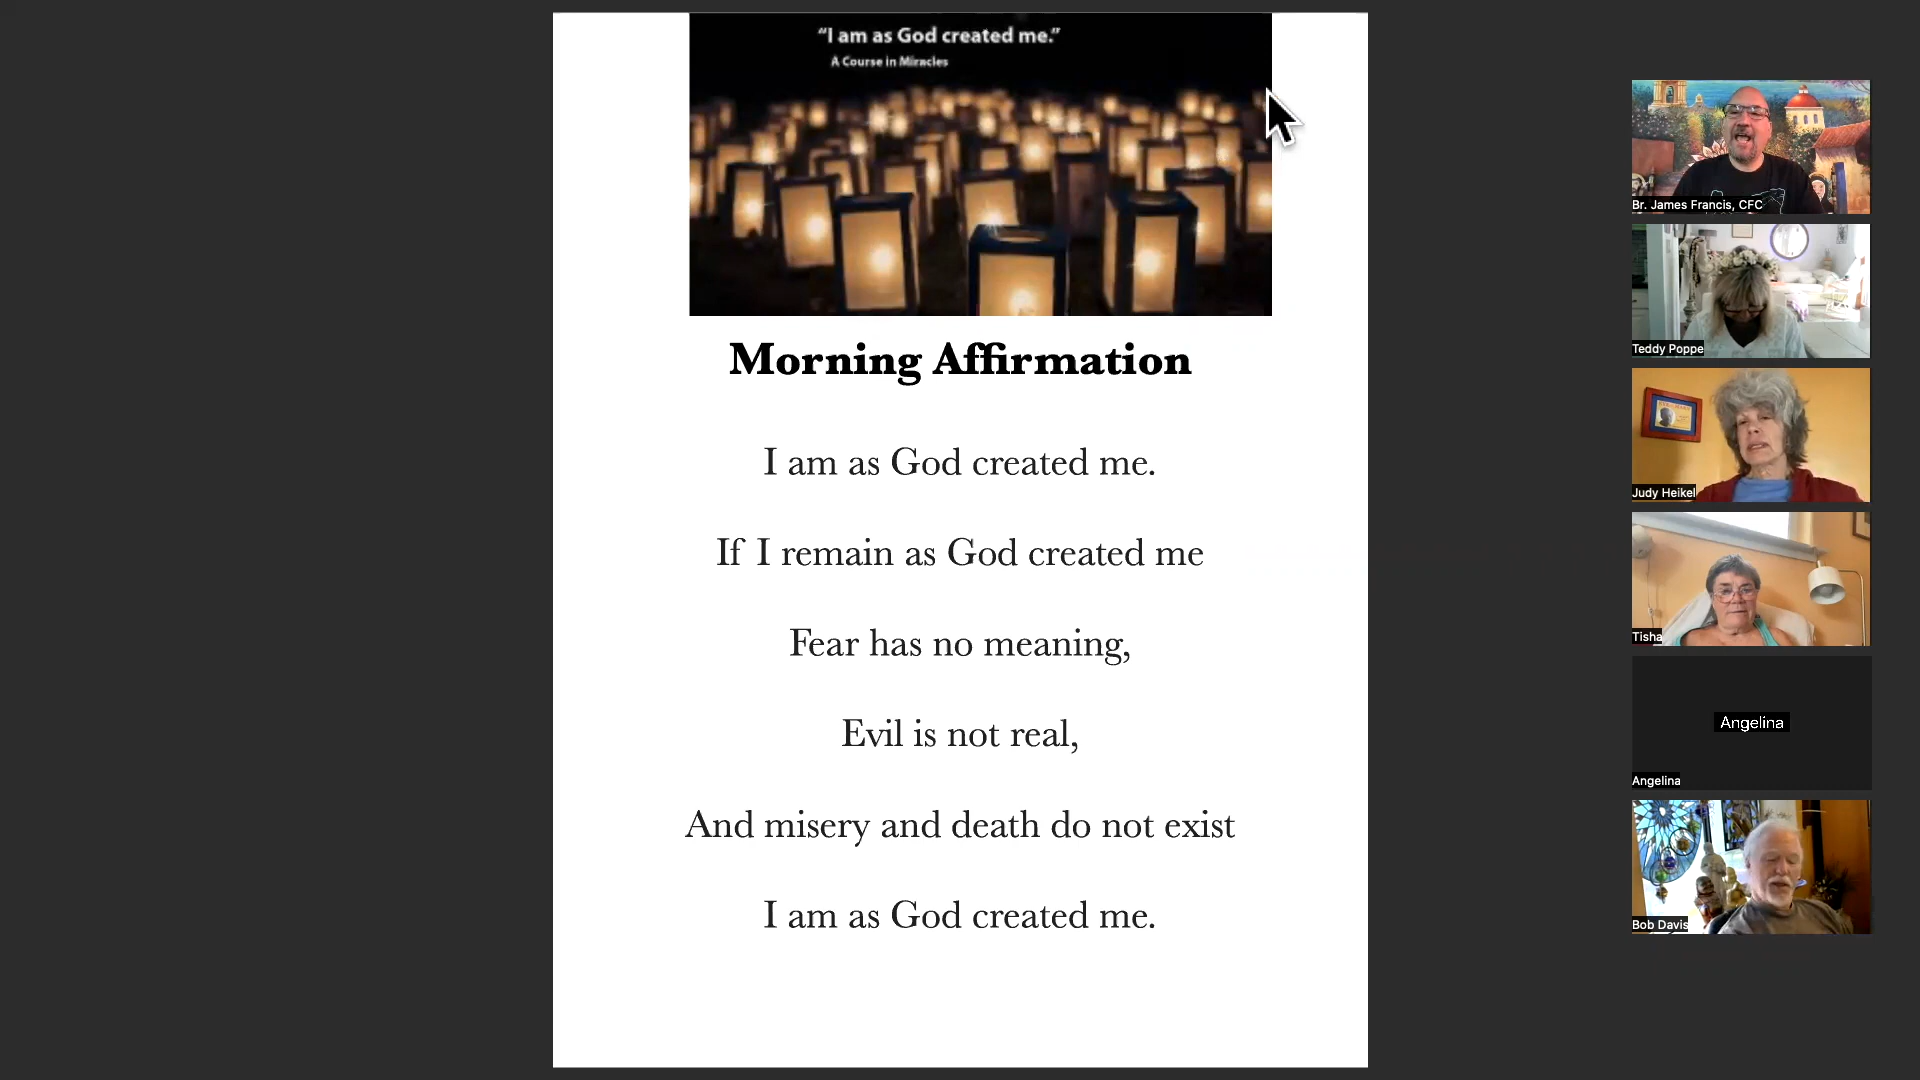 “I am as God created me.”
A Course in Miracles
Morning Affirmation
I am as God created me.
If I remain as God created me
Fear has no meaning,
Evil is not real,
And misery and death do not exist
I am as God created me.
Br. James Francis, CFC
Teddy Poppe
Judy Heikel
Tisha
Angelina
Angelina
Bob Davis